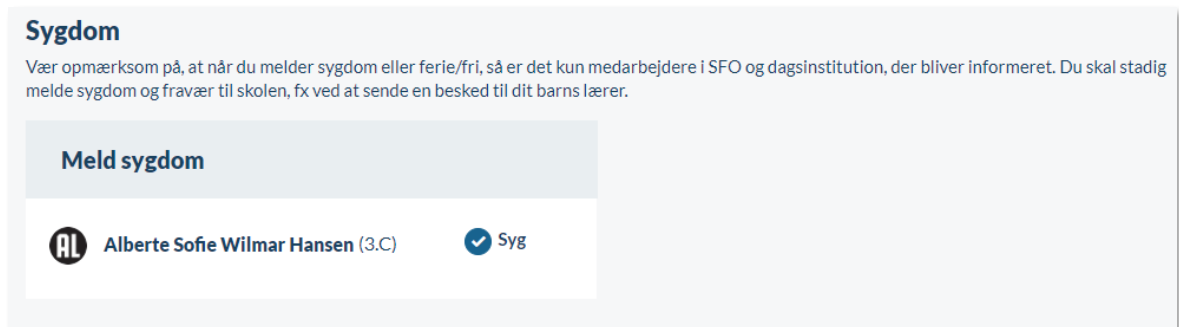 Sygdom
Vær opmærksom på, at når du melder sygdom eller ferie/fri, så er det kun medarbejdere i SFO og dagsinstitution, der bliver informeret. Du skal stadig
melde sygdom og fravær til skolen, fx ved at sende en besked til dit barns lærer.
Meld sygdom
AL Alberte Sofie Wilmar Hansen (3.C) Syg